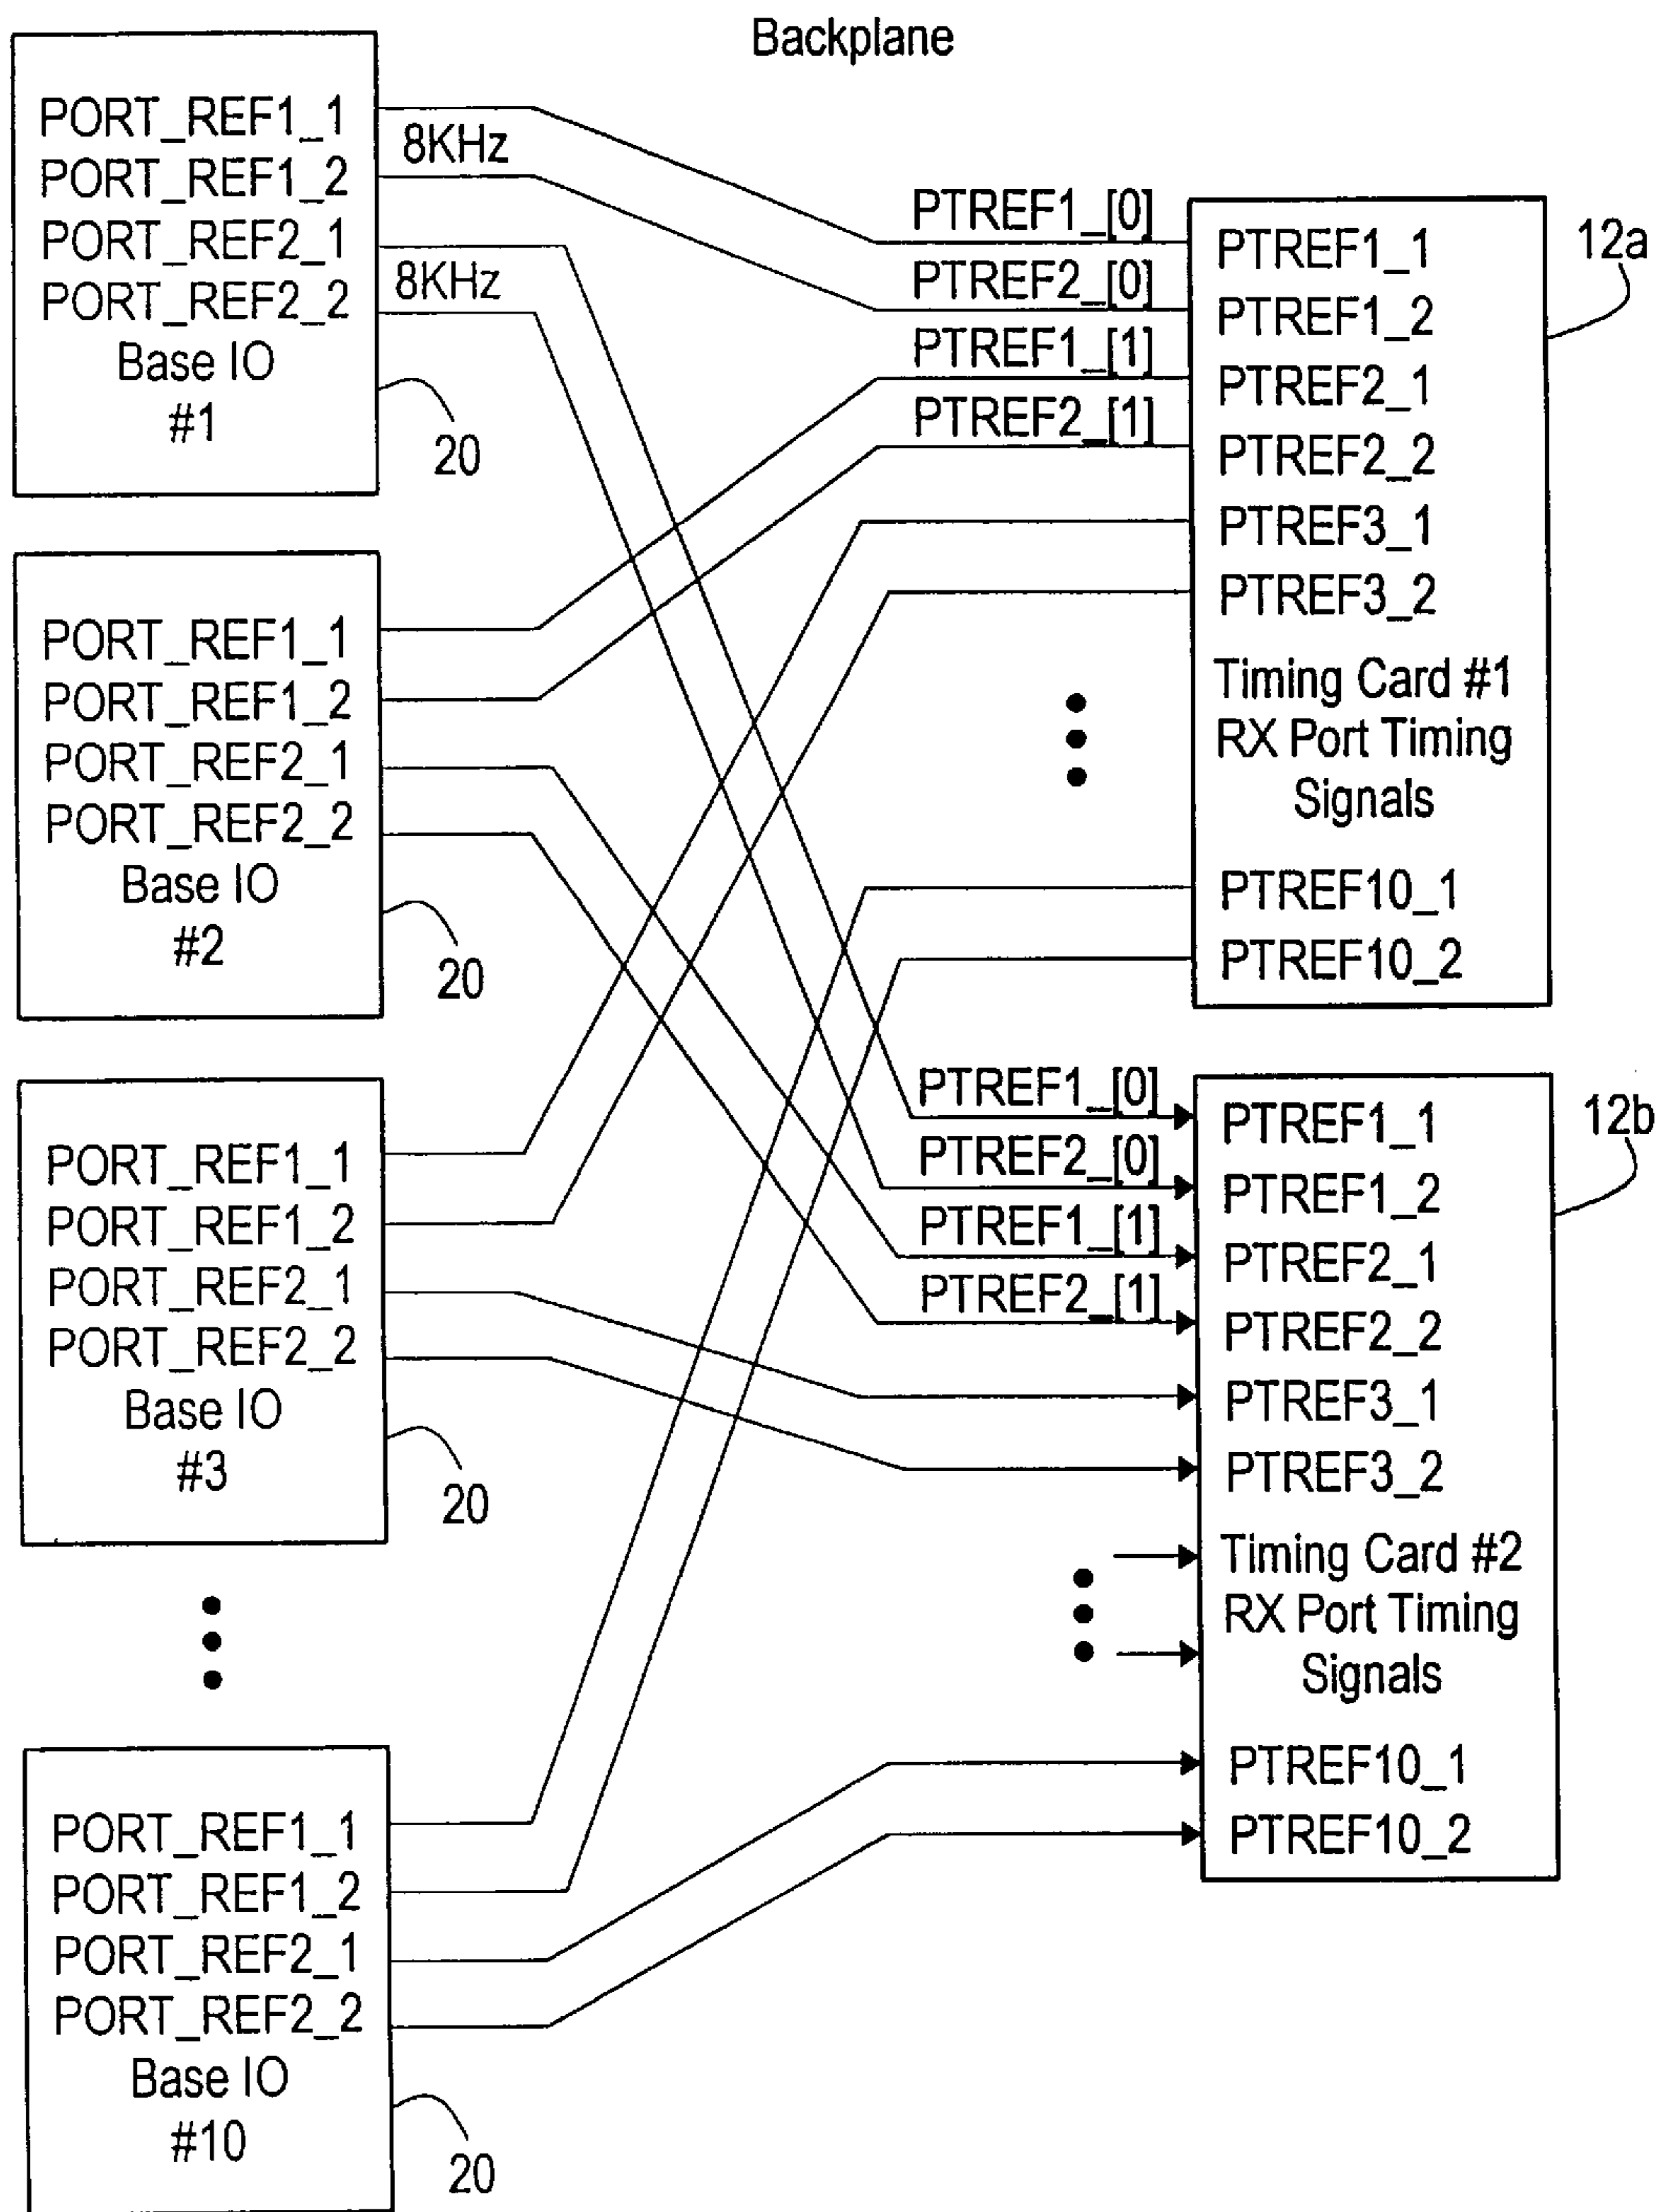 Backplane
PORT_REF1_1
PORT_REF1_2
PORT_REF2_1
PORT_REF2_2
Base IO
#1
20
8KHz
8KHz
PORT_REF1_1
PORT_REF1_2
PORT_REF2_1
PORT_REF2_2
Base IO
#2
20
PORT_REF1_1
PORT_REF1_2
PORT_REF2_1
PORT_REF2_2
Base IO
#3
20
PORT_REF1_1
PORT_REF1_2
PORT_REF2_1
PORT_REF2_2
Base IO
#10
20
PTREF1_[0]
PTREF2_[0]
PTREF1_[1]
PTREF2_[1]
PTREF1_1
PTREF1_2
PTREF2_1
PTREF2_2
PTREF3_1
PTREF3_2
Timing Card #1
RX Port Timing
Signals
PTREF10_1
PTREF10_2
12a
PTREF1_[0]
PTREF2_[0]
PTREF1_[1]
PTREF2_[1]
PTREF1_1
PTREF1_2
PTREF2_1
PTREF2_2
PTREF3_1
PTREF3_2
Timing Card #2
RX Port Timing
Signals
PTREF10_1
PTREF10_2
12b